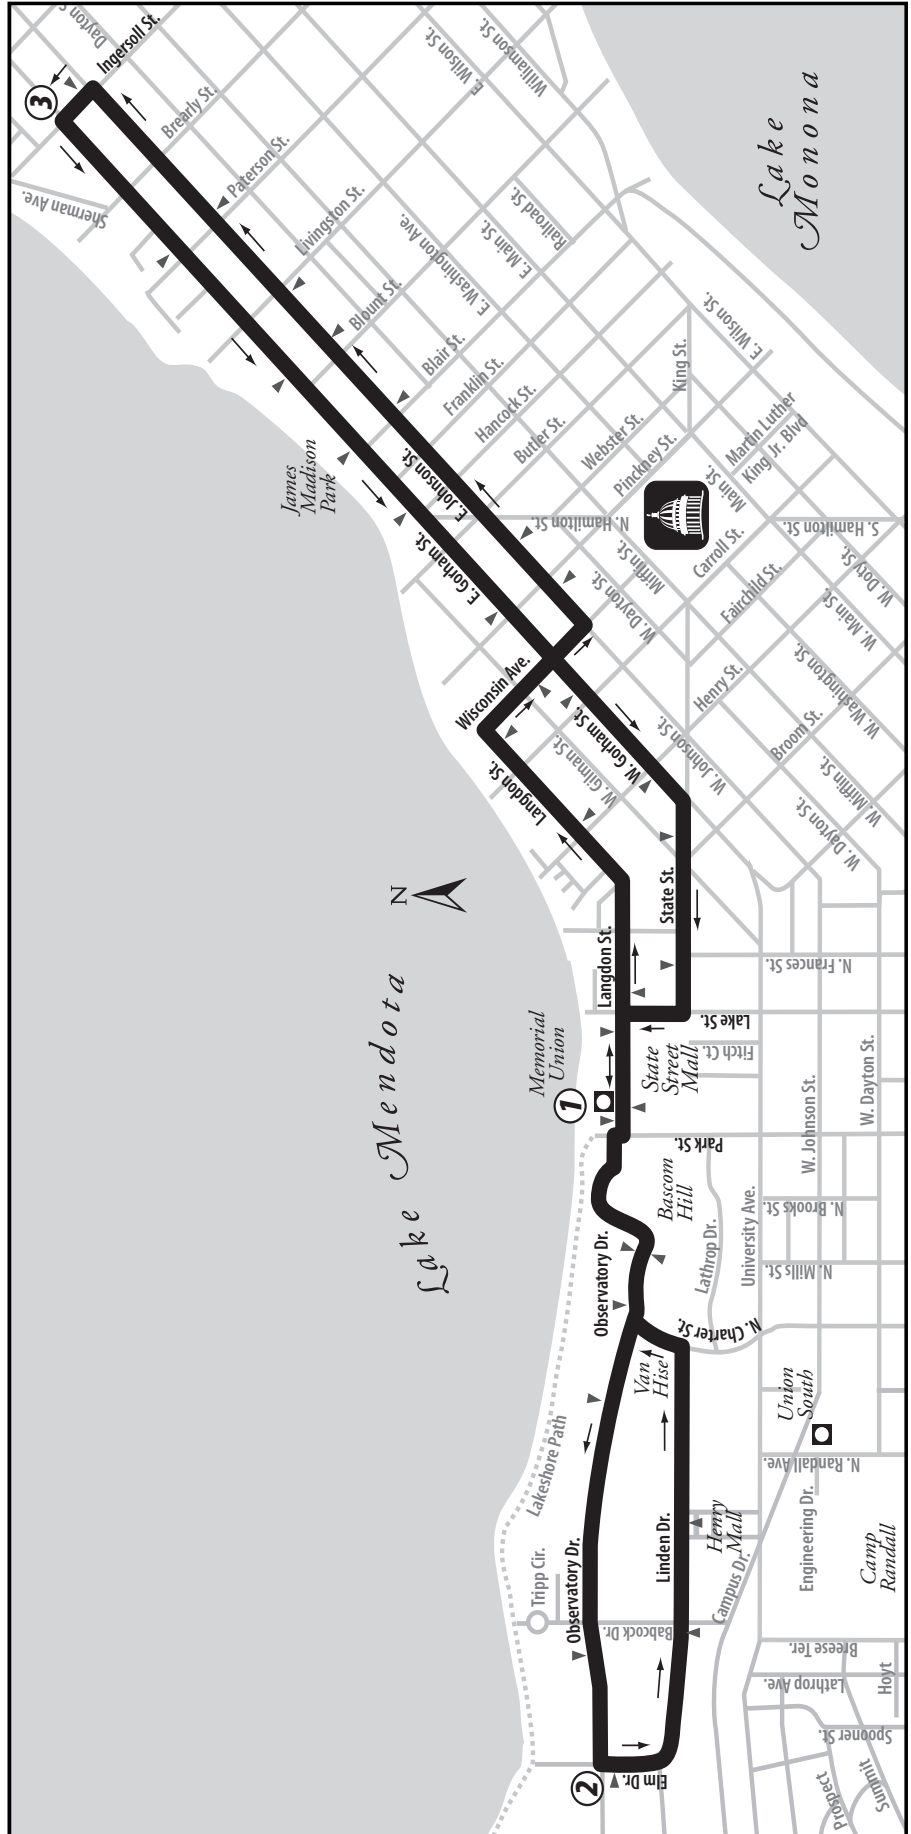 3
Dayton St.
Ingersoll St.
Brearly St.
Paterson St.
Livingston St.
Sherman Ave.
E. Wilson St.
Williamson St.
Lake
Monona
E. Washington Ave.
E. Main St.
Railroad St.
Blount St.
Blair St.
Franklin St.
Hancock St.
Butler St.
Webster St.
Pinckney St.
King St.
E. Wilson St.
Martin Luther
King Jr. Blvd
Main St.
James
Madison
Park
E. Johnson St.
E. Gorham St.
N. Hamilton St.
S. Hamilton St.
Mifflin St.
W. Dayton St.
Carroll St.
Fairchild St.
W. Doty St.
W. Main St.
W. Washington St.
Wisconsin Ave.
Henry St.
Broom St.
W. Johnson St.
W. Gorham St.
W. Gilman St.
Langdon St.
W. Mifflin St.
W. Dayton St.
N
Lake Mendota
State St.
Langdon St.
N. Frances St.
Lake St.
Fitch Ct.
Memorial
Union
1
State
Street
Mall
W. Dayton St.
W. Johnson St.
Park St.
Bascom
Hill
Lathrop Dr.
University Ave.
N. Brooks St.
N. Mills St.
Observatory Dr.
N. Charter St.
Van
Hise
Union
South
Lakeshore Path
N. Randall Ave.
Engineering Dr.
Henry
Mall
Linden Dr.
Campus Dr.
Camp
Randall
Tripp Cir.
Observatory Dr.
Babcock Dr.
Breese Ter.
Lathrop Ave.
Hoyt
Spooner St.
Summit
Prospect
Elm Dr.
2